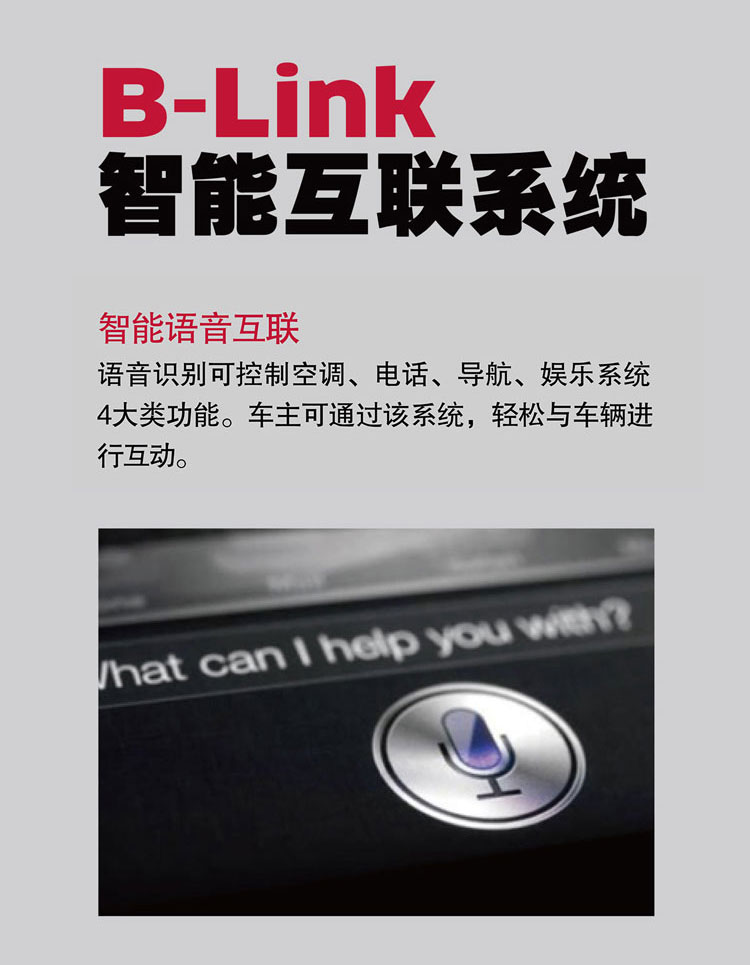 B-Link
智能互联系统
智能语音互联
语音识别可控制空调、电话、导航、娱乐系统
4大类功能。车主可通过该系统，轻松与车辆进
行互动。
What can I help you with?